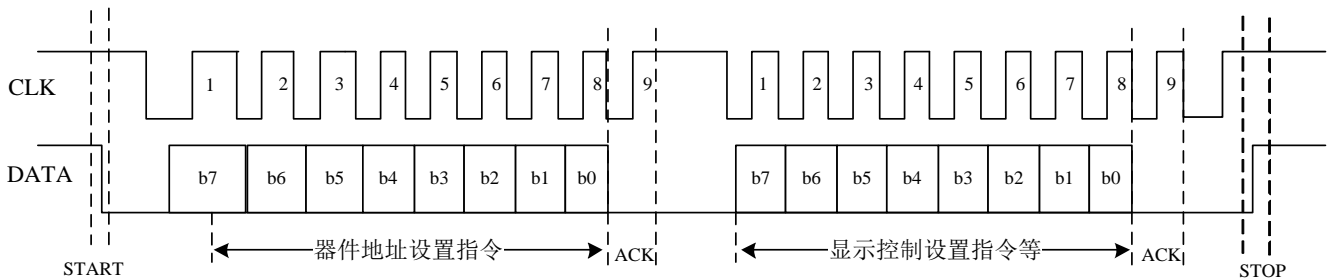 CLK
1 2 3 4 5 6 7 8 9 1 2 3 4 5 6 7 8 9
DATA
b7 b6 b5 b4 b3 b2 b1 b0 b7 b6 b5 b4 b3 b2 b1 b0
器件地址设置指令 ACK 显示控制设置指令等 ACK
START STOP